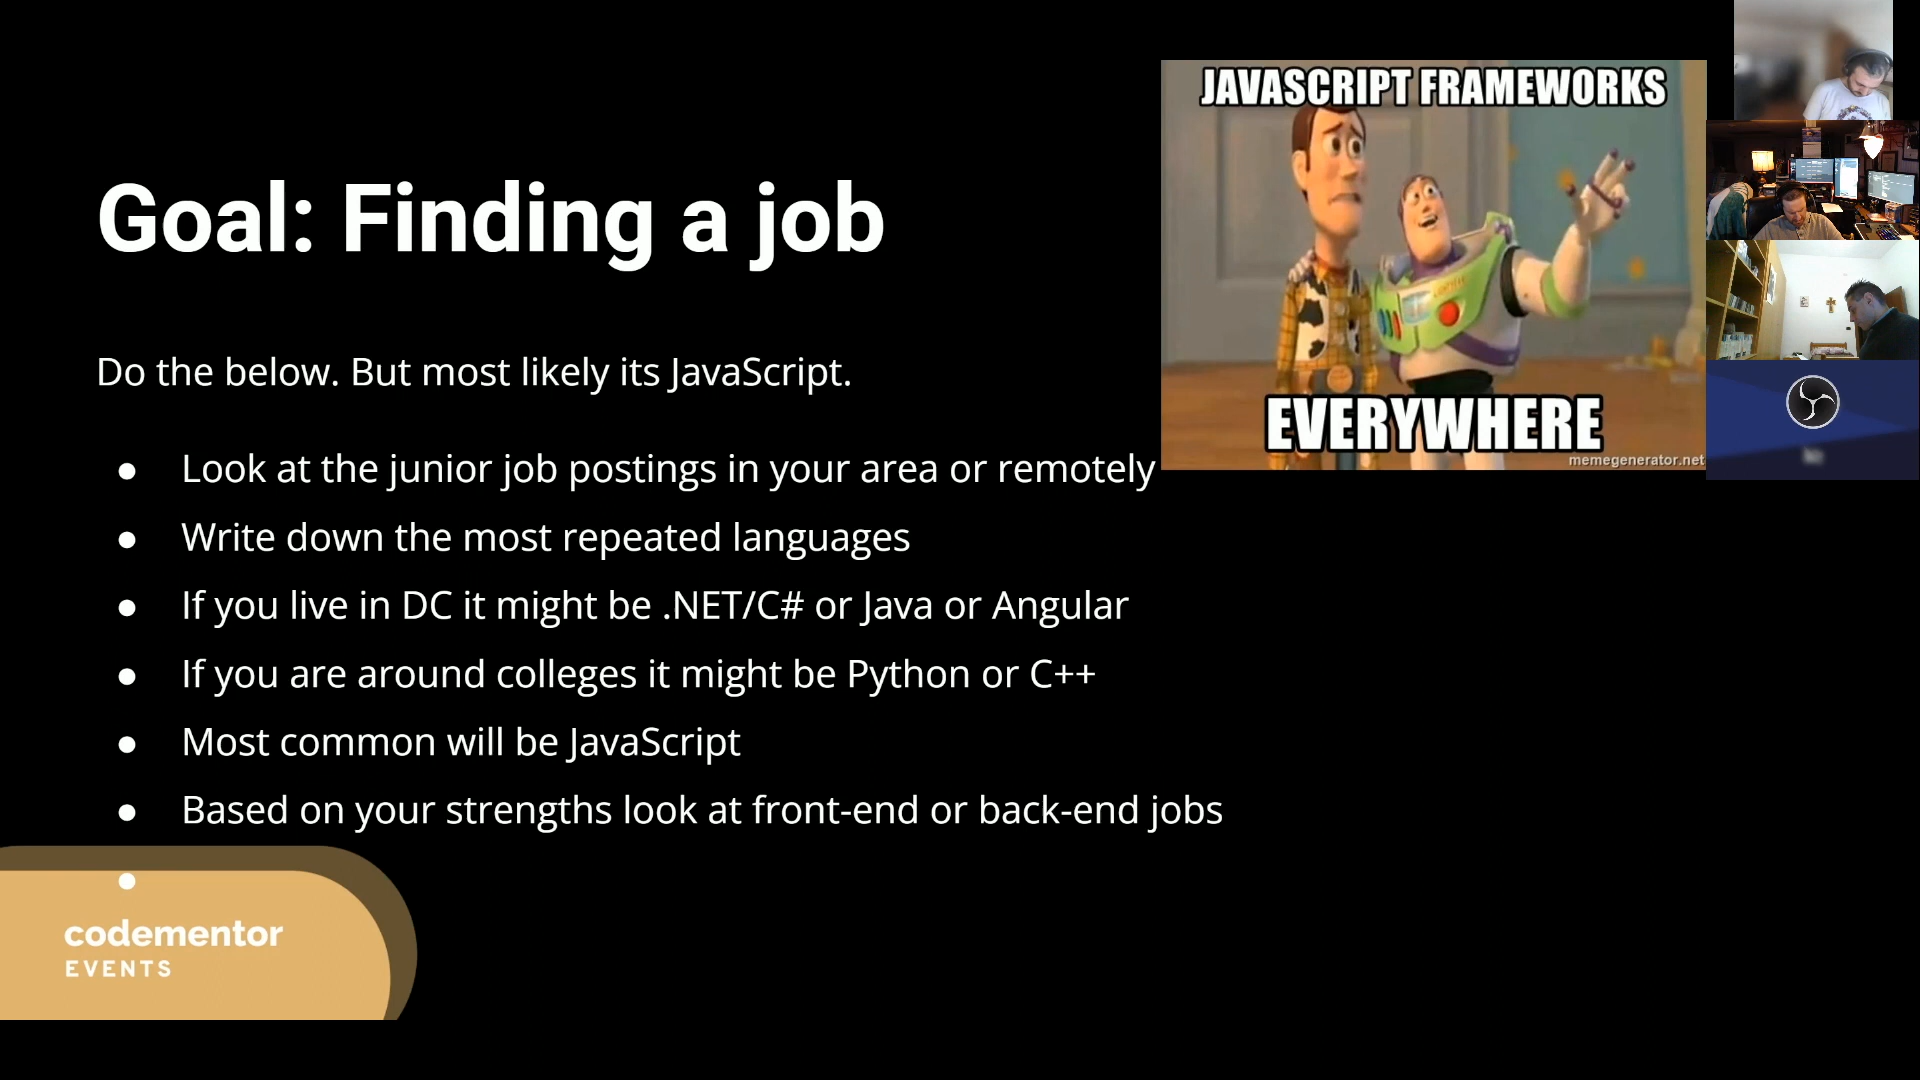 JAVASCRIPT FRAMEWORKS
EVERYWHERE
memegenerator.net
Goal: Finding a job
Do the below. But most likely its JavaScript.
● Look at the junior job postings in your area or remotely
● Write down the most repeated languages
● If you live in DC it might be .NET/C# or Java or Angular
● If you are around colleges it might be Python or C++
● Most common will be JavaScript
● Based on your strengths look at front-end or back-end jobs
●
codementor
EVENTS